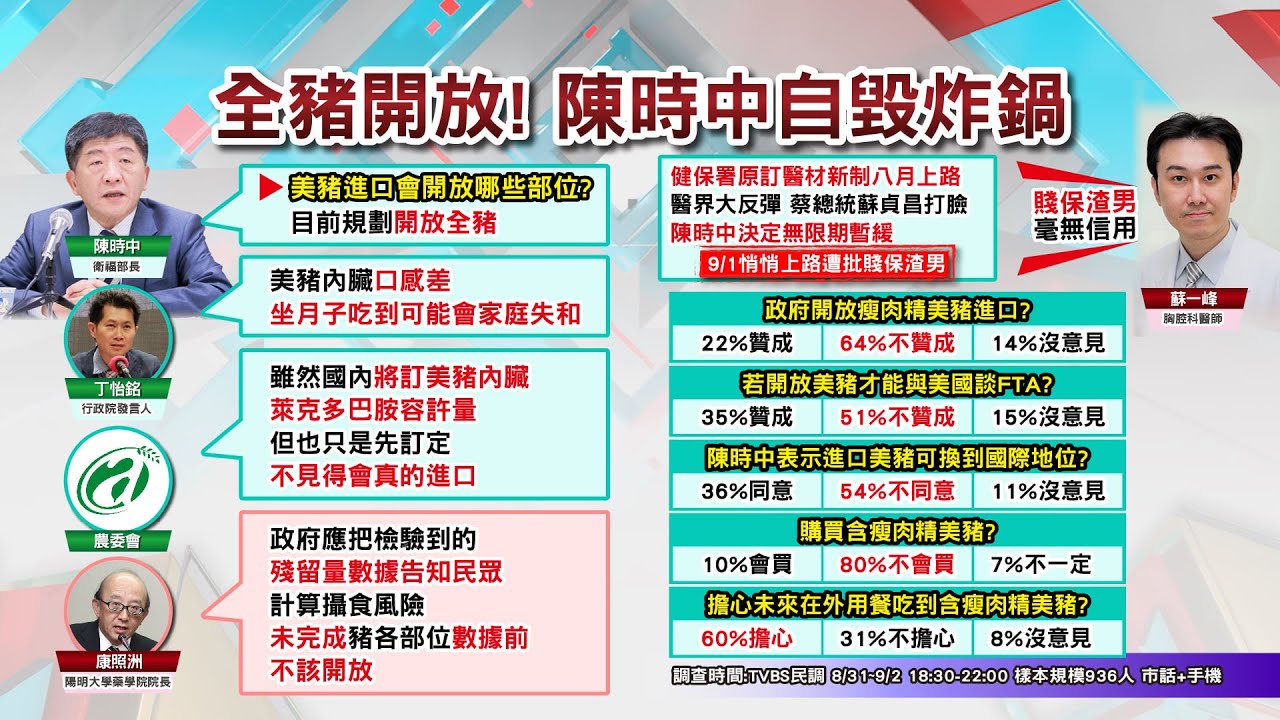 全豬開放! 陳時中自毀炸鍋
美豬進口會開放哪些部位?
目前規劃開放全豬
陳時中
衛福部長
美豬內臟口感差
坐月子吃到可能會家庭失和
丁怡銘
行政院發言人
雖然國內將訂美豬內臟
萊克多巴胺容許量
但也只是先訂定
不見得會真的進口
農委會
政府應把檢驗到的
殘留量數據告知民眾
計算攝食風險
未完成豬各部位數據前
不該開放
康照洲
陽明大學藥學院院長
健保署原訂醫材新制八月上路
醫界大反彈 蔡總統蘇貞昌打臉
陳時中決定無限期暫緩
9/1悄悄上路遭批賤保渣男
賤保渣男
毫無信用
蘇一峰
胸腔科醫師
政府開放瘦肉精美豬進口?
22%贊成 64%不贊成 14%沒意見
若開放美豬才能與美國談FTA?
35%贊成 51%不贊成 15%沒意見
陳時中表示進口美豬可換到國際地位?
36%同意 54%不同意 11%沒意見
購買含瘦肉精美豬?
10%會買 80%不會買 7%不一定
擔心未來在外用餐吃到含瘦肉精美豬?
60%擔心 31%不擔心 8%沒意見
調查時間:TVBS民調 8/31~9/2 18:30-22:00 樣本規模936人 市話+手機